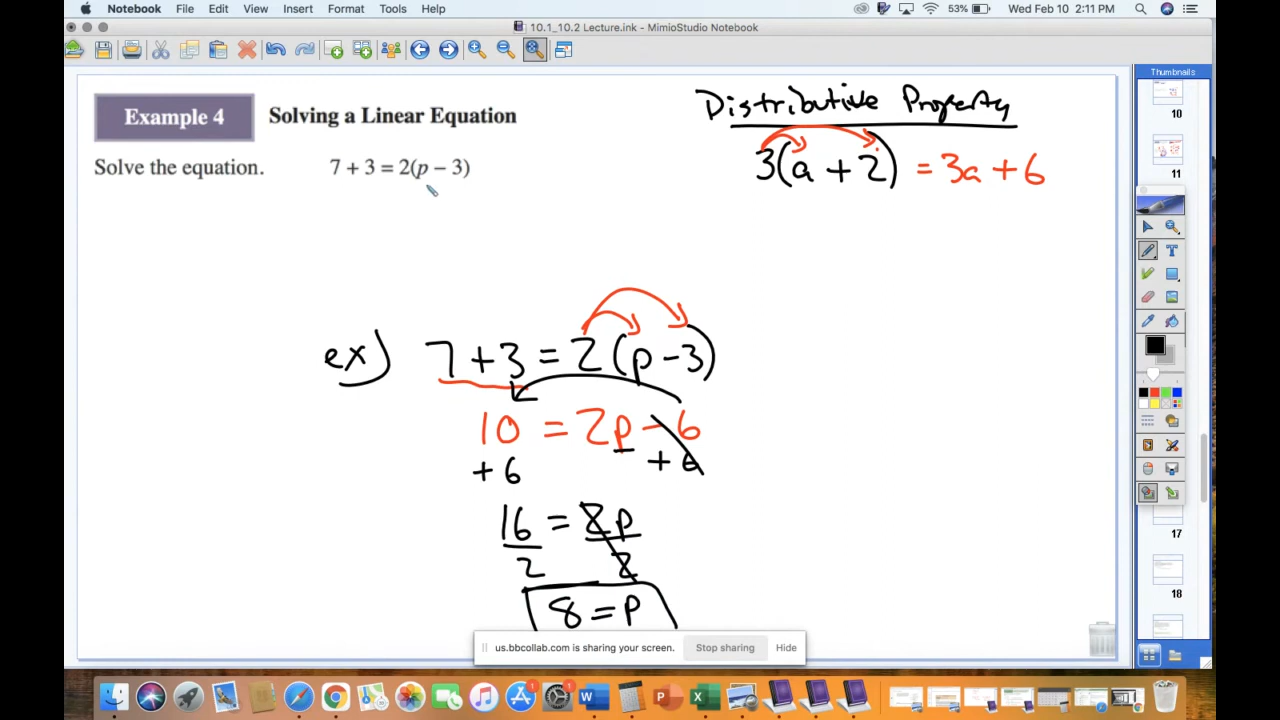 Notebook File Edit View Insert Format Tools Help 53% Wed Feb 10 2:11 PM
10.1_10.2 Lecture.ink - MimioStudio Notebook
Thumbnails
10
11
17
18
Example 4 Solving a Linear Equation
Solve the equation. 7 + 3 = 2(p − 3)
Distributive Property
3(a + 2) = 3a + 6
ex) 7 + 3 = 2(p − 3)
10 = 2p − 6
+6 +6
16 = 2p
2 2
8 = p
us.bbcollab.com is sharing your screen. Stop sharing Hide